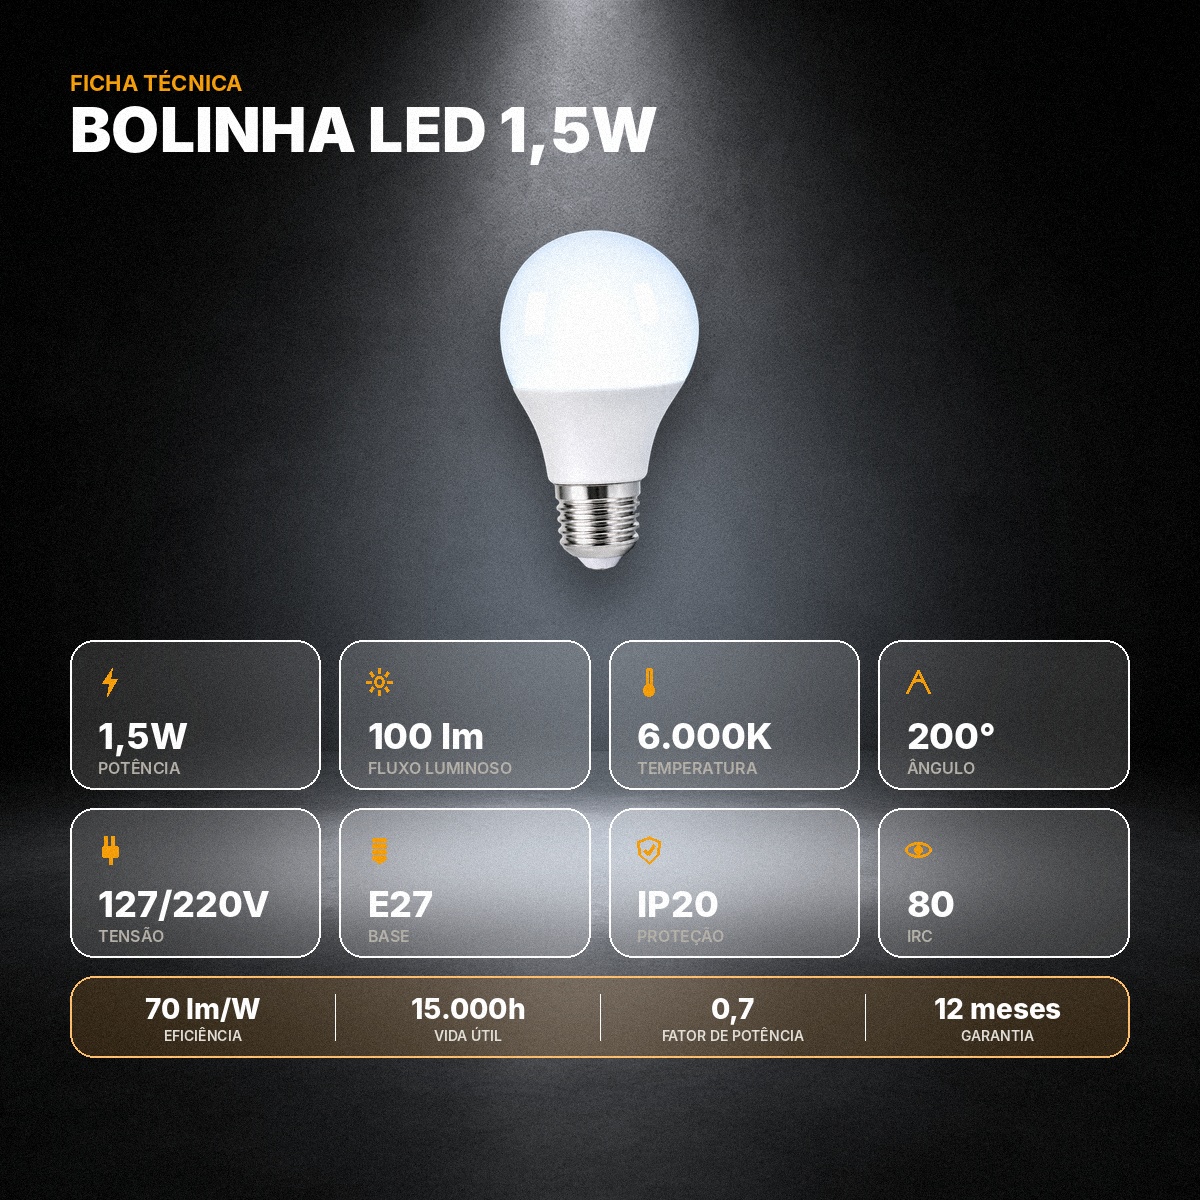 FICHA TÉCNICA
BOLINHA LED 1,5W
1,5W
POTÊNCIA
100 lm
FLUXO LUMINOSO
6.000K
TEMPERATURA
200°
ÂNGULO
127/220V
TENSÃO
E27
BASE
IP20
PROTEÇÃO
80
IRC
70 lm/W
EFICIÊNCIA
15.000h
VIDA ÚTIL
0,7
FATOR DE POTÊNCIA
12 meses
GARANTIA